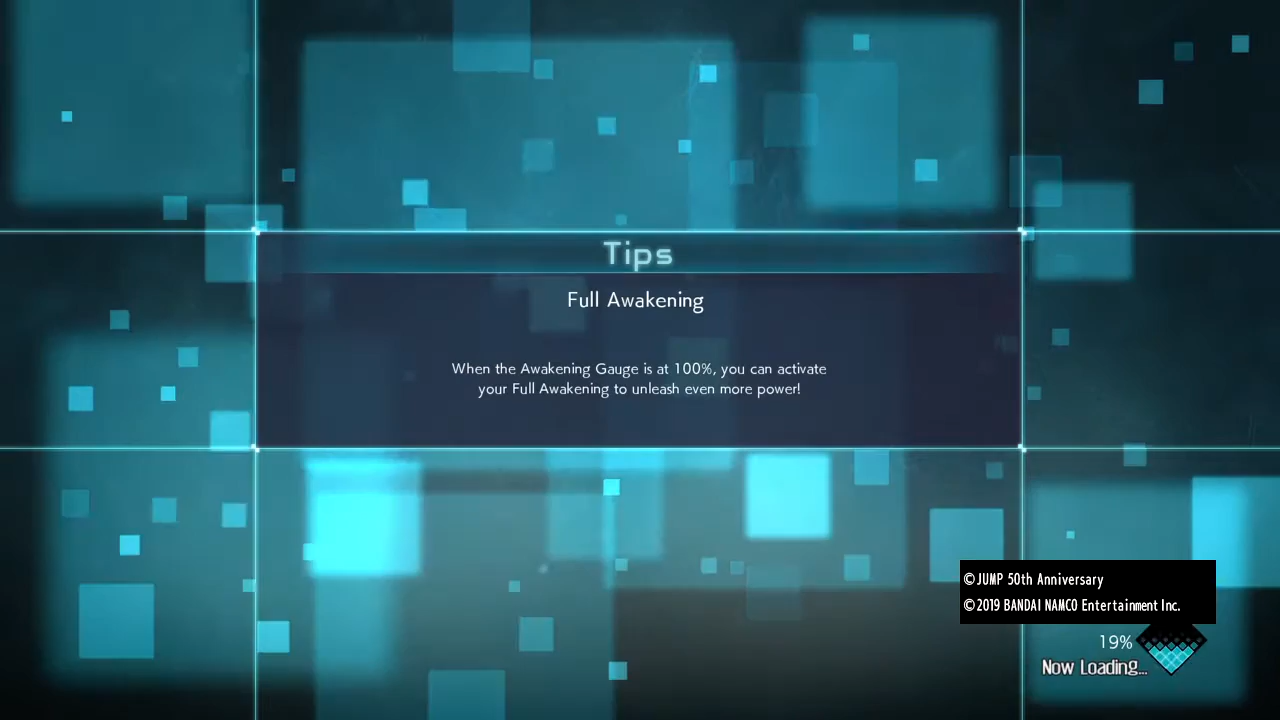 Tips
Full Awakening
When the Awakening Gauge is at 100%, you can activate
your Full Awakening to unleash even more power!
©JUMP 50th Anniversary
©2019 BANDAI NAMCO Entertainment Inc.
19%
Now Loading...